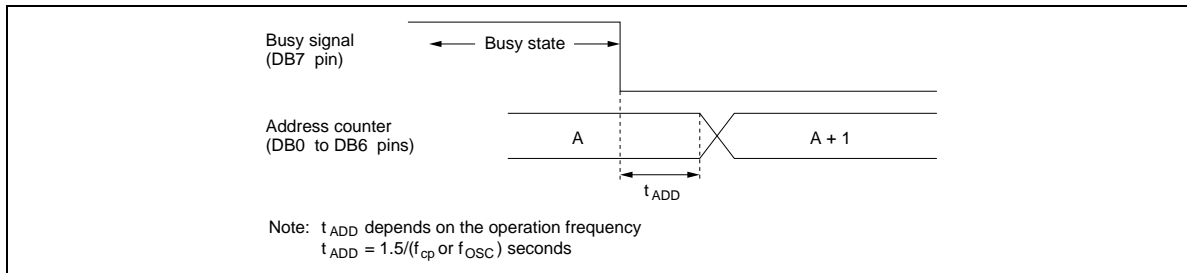 Busy signal
(DB7 pin)
Busy state
Address counter
(DB0 to DB6 pins)
A
A + 1
t ADD
Note: t ADD depends on the operation frequency
t ADD = 1.5/(f cp or f OSC ) seconds